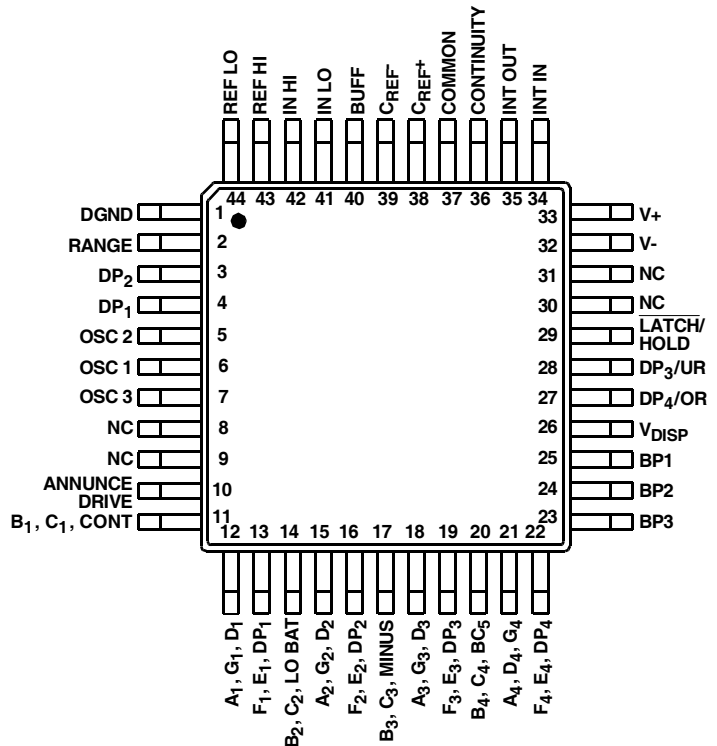 REF LO
REF HI
IN HI
IN LO
BUFF
CREF-
CREF+
COMMON
CONTINUITY
INT OUT
INT IN
44 43 42 41 40 39 38 37 36 35 34
DGND 1
RANGE 2
DP2 3
DP1 4
OSC 2 5
OSC 1 6
OSC 3 7
NC 8
NC 9
ANNUNCE
DRIVE 10
B1, C1, CONT 11
33 V+
32 V-
31 NC
30 NC
29 LATCH/
HOLD
28 DP3/UR
27 DP4/OR
26 VDISP
25 BP1
24 BP2
23 BP3
12 13 14 15 16 17 18 19 20 21 22
A1, G1, D1
F1, E1, DP1
B2, C2, LO BAT
A2, G2, D2
F2, E2, DP2
B3, C3, MINUS
A3, G3, D3
F3, E3, DP3
B4, C4, BC5
A4, D4, G4
F4, E4, DP4